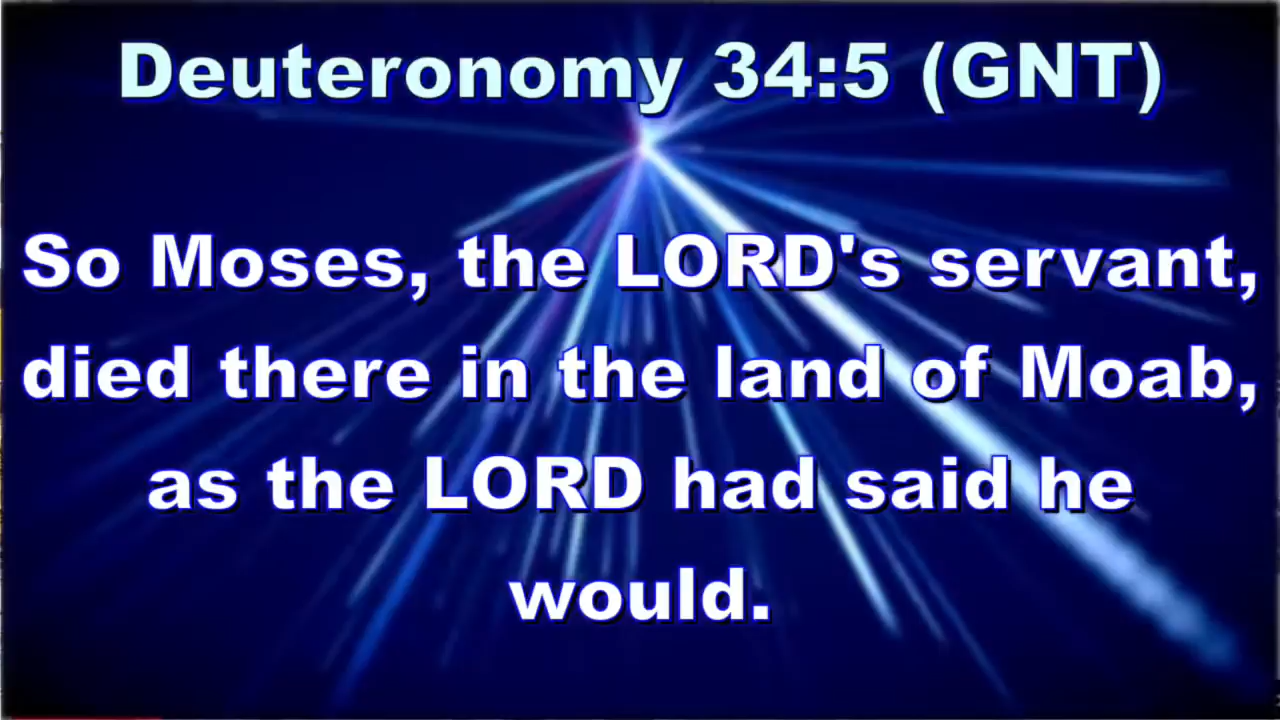 Deuteronomy 34:5 (GNT)
So Moses, the LORD's servant,
died there in the land of Moab,
as the LORD had said he
would.